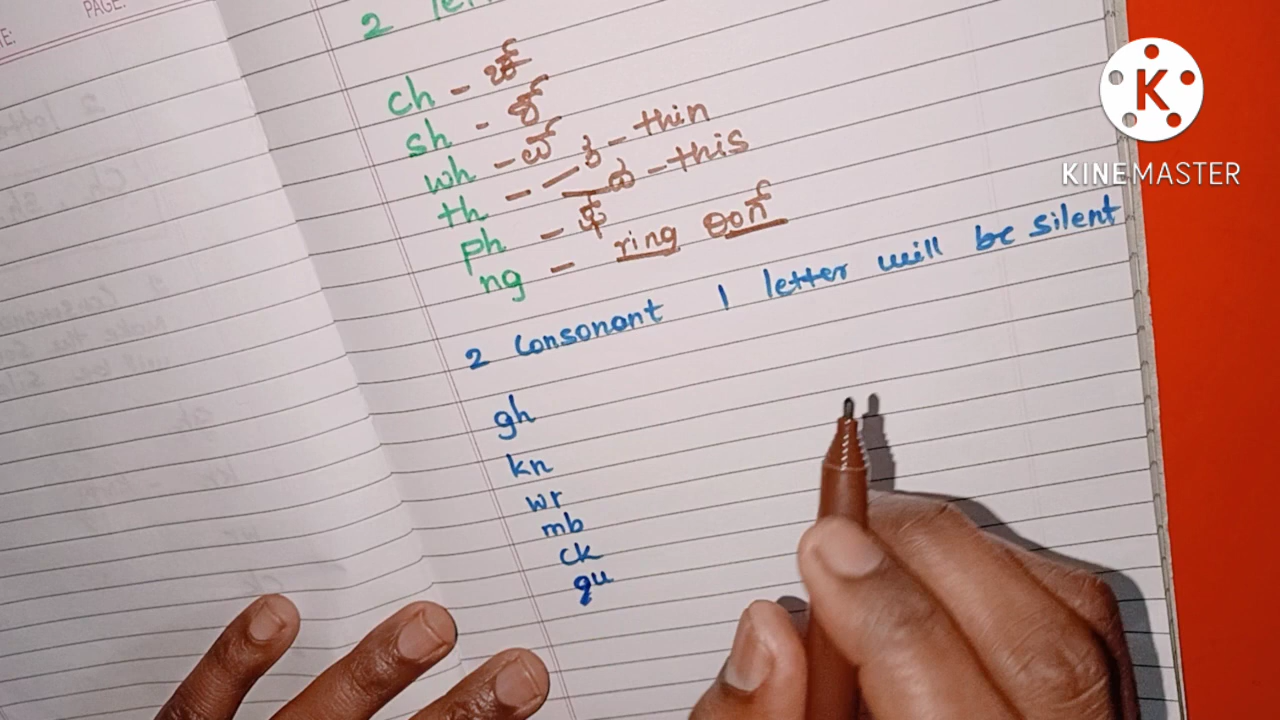 PAGE:
2
ch - ಚ್
sh - ಶ್
wh - ವ್
th - ತ - thin
ದ - this
ph - ಫ್
ng - ring ಅಂಗ್
2 consonant 1 letter will be silent
gh
kn
wr
mb
ck
gu
K
KINEMASTER